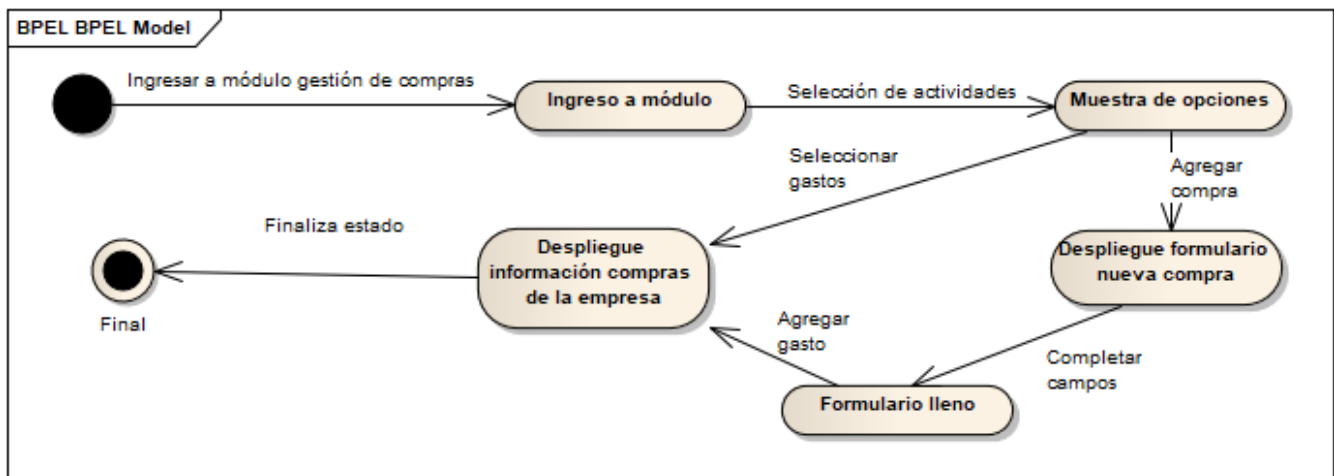 BPEL BPEL Model
Ingresar a módulo gestión de compras
Ingreso a módulo
Selección de actividades
Muestra de opciones
Seleccionar
gastos
Agregar
compra
Finaliza estado
Despliegue
información compras
de la empresa
Despliegue formulario
nueva compra
Final
Agregar
gasto
Completar
campos
Formulario lleno